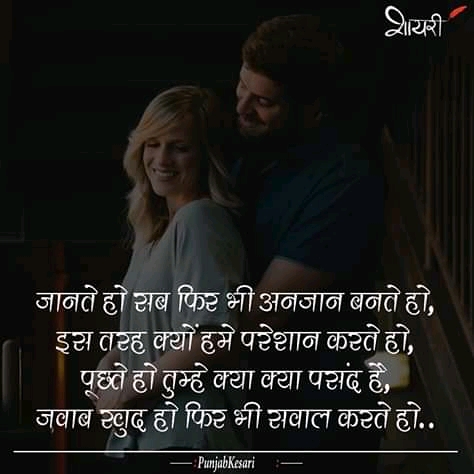 शायरी
जानते हो सब फिर भी अनजान बनते हो,
इस तरह क्यों हमे परेशान करते हो,
पूछते हो तुम्हे क्या क्या पसंद है,
जवाब खुद हो फिर भी सवाल करते हो..
:PunjabKesari: